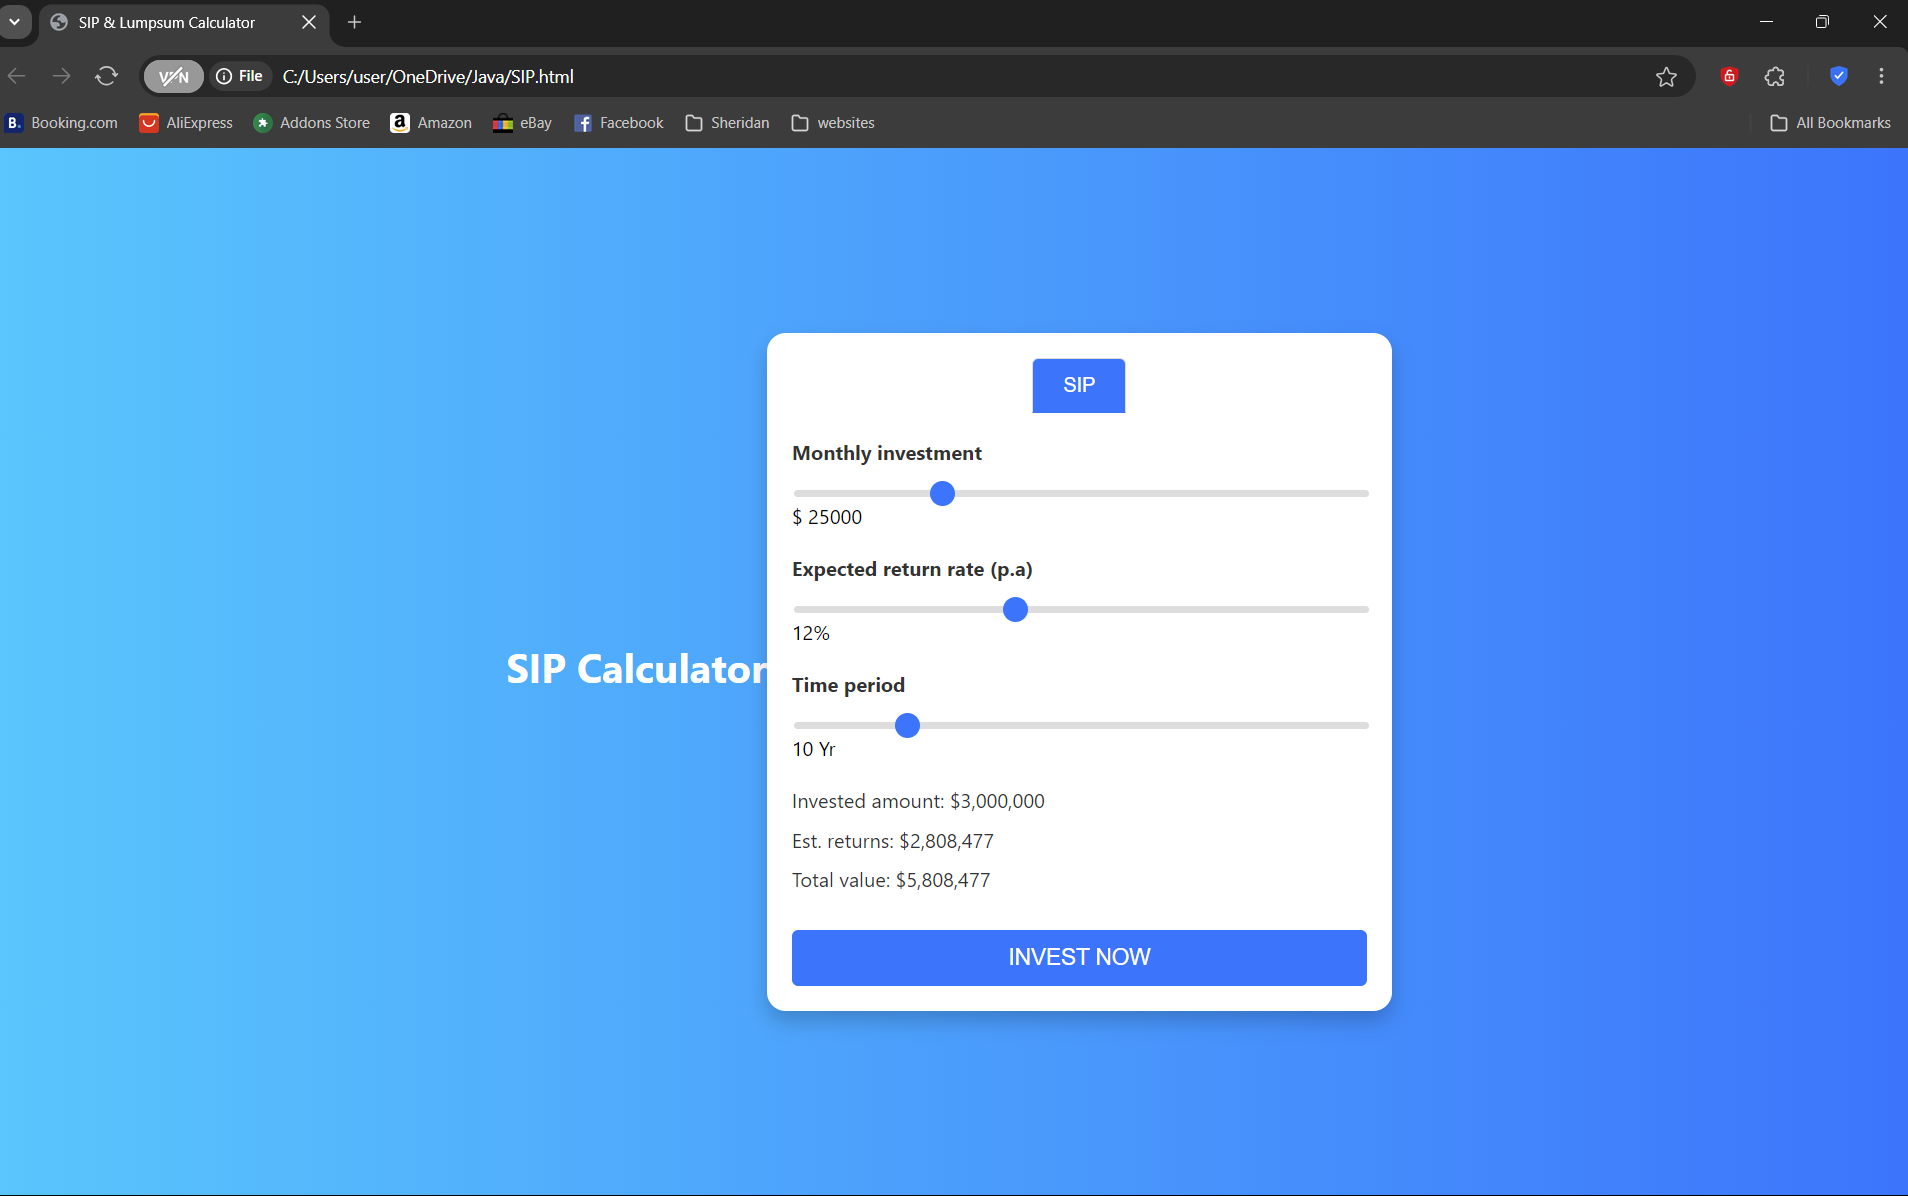 SIP & Lumpsum Calculator
VPN File C:/Users/user/OneDrive/Java/SIP.html
B. Booking.com AliExpress Addons Store a Amazon eBay f Facebook Sheridan websites All Bookmarks
SIP
Monthly investment
$ 25000
Expected return rate (p.a)
12%
SIP Calculator
Time period
10 Yr
Invested amount: $3,000,000
Est. returns: $2,808,477
Total value: $5,808,477
INVEST NOW